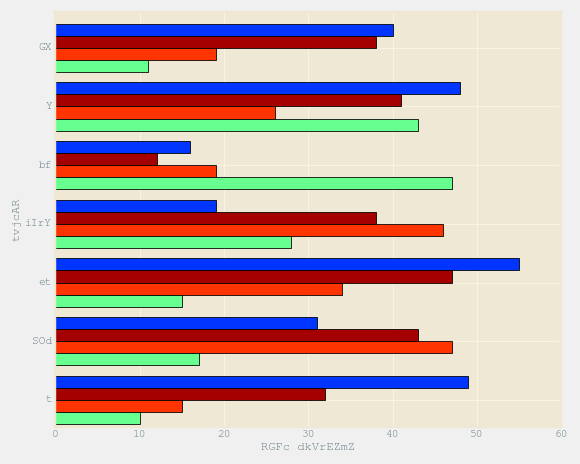 GX
Y
bf
iIrY
et
SOd
t
tvjcAR
0 10 20 30 40 50 60
RGFc dkVrEZmZ